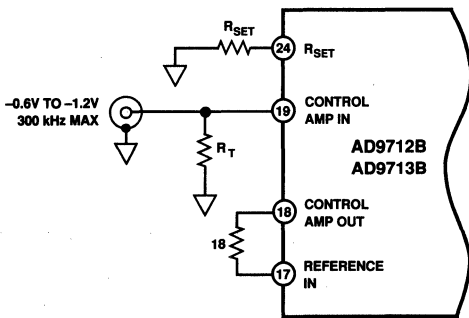 RSET
24
RSET
–0.6V TO –1.2V
300 kHz MAX
19
CONTROL
AMP IN
AD9712B
AD9713B
RT
18
CONTROL
AMP OUT
18
17
REFERENCE
IN